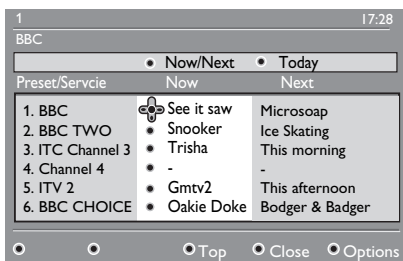 1 17:28
BBC
Now/Next Today
Preset/Servcie Now Next
1. BBC See it saw Microsoap
2. BBC TWO Snooker Ice Skating
3. ITC Channel 3 Trisha This morning
4. Channel 4 - -
5. ITV 2 Gmtv2 This afternoon
6. BBC CHOICE Oakie Doke Bodger & Badger
Top Close Options